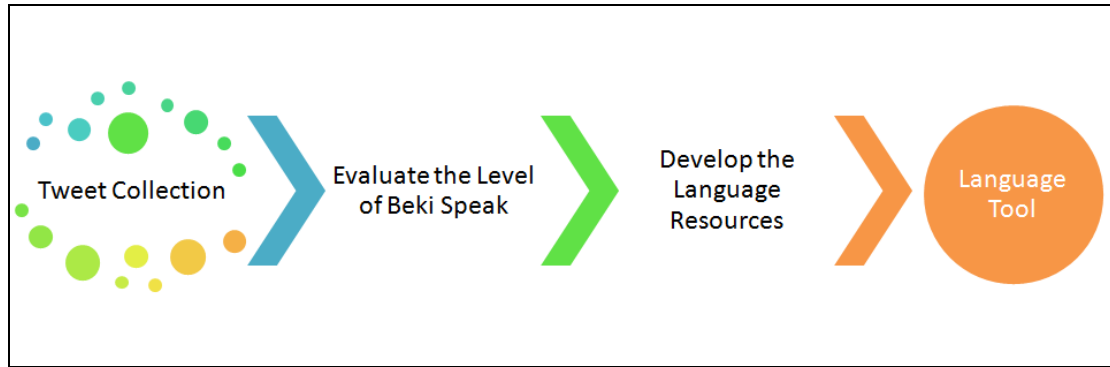 Tweet Collection
Evaluate the Level
of Beki Speak
Develop the
Language
Resources
Language
Tool